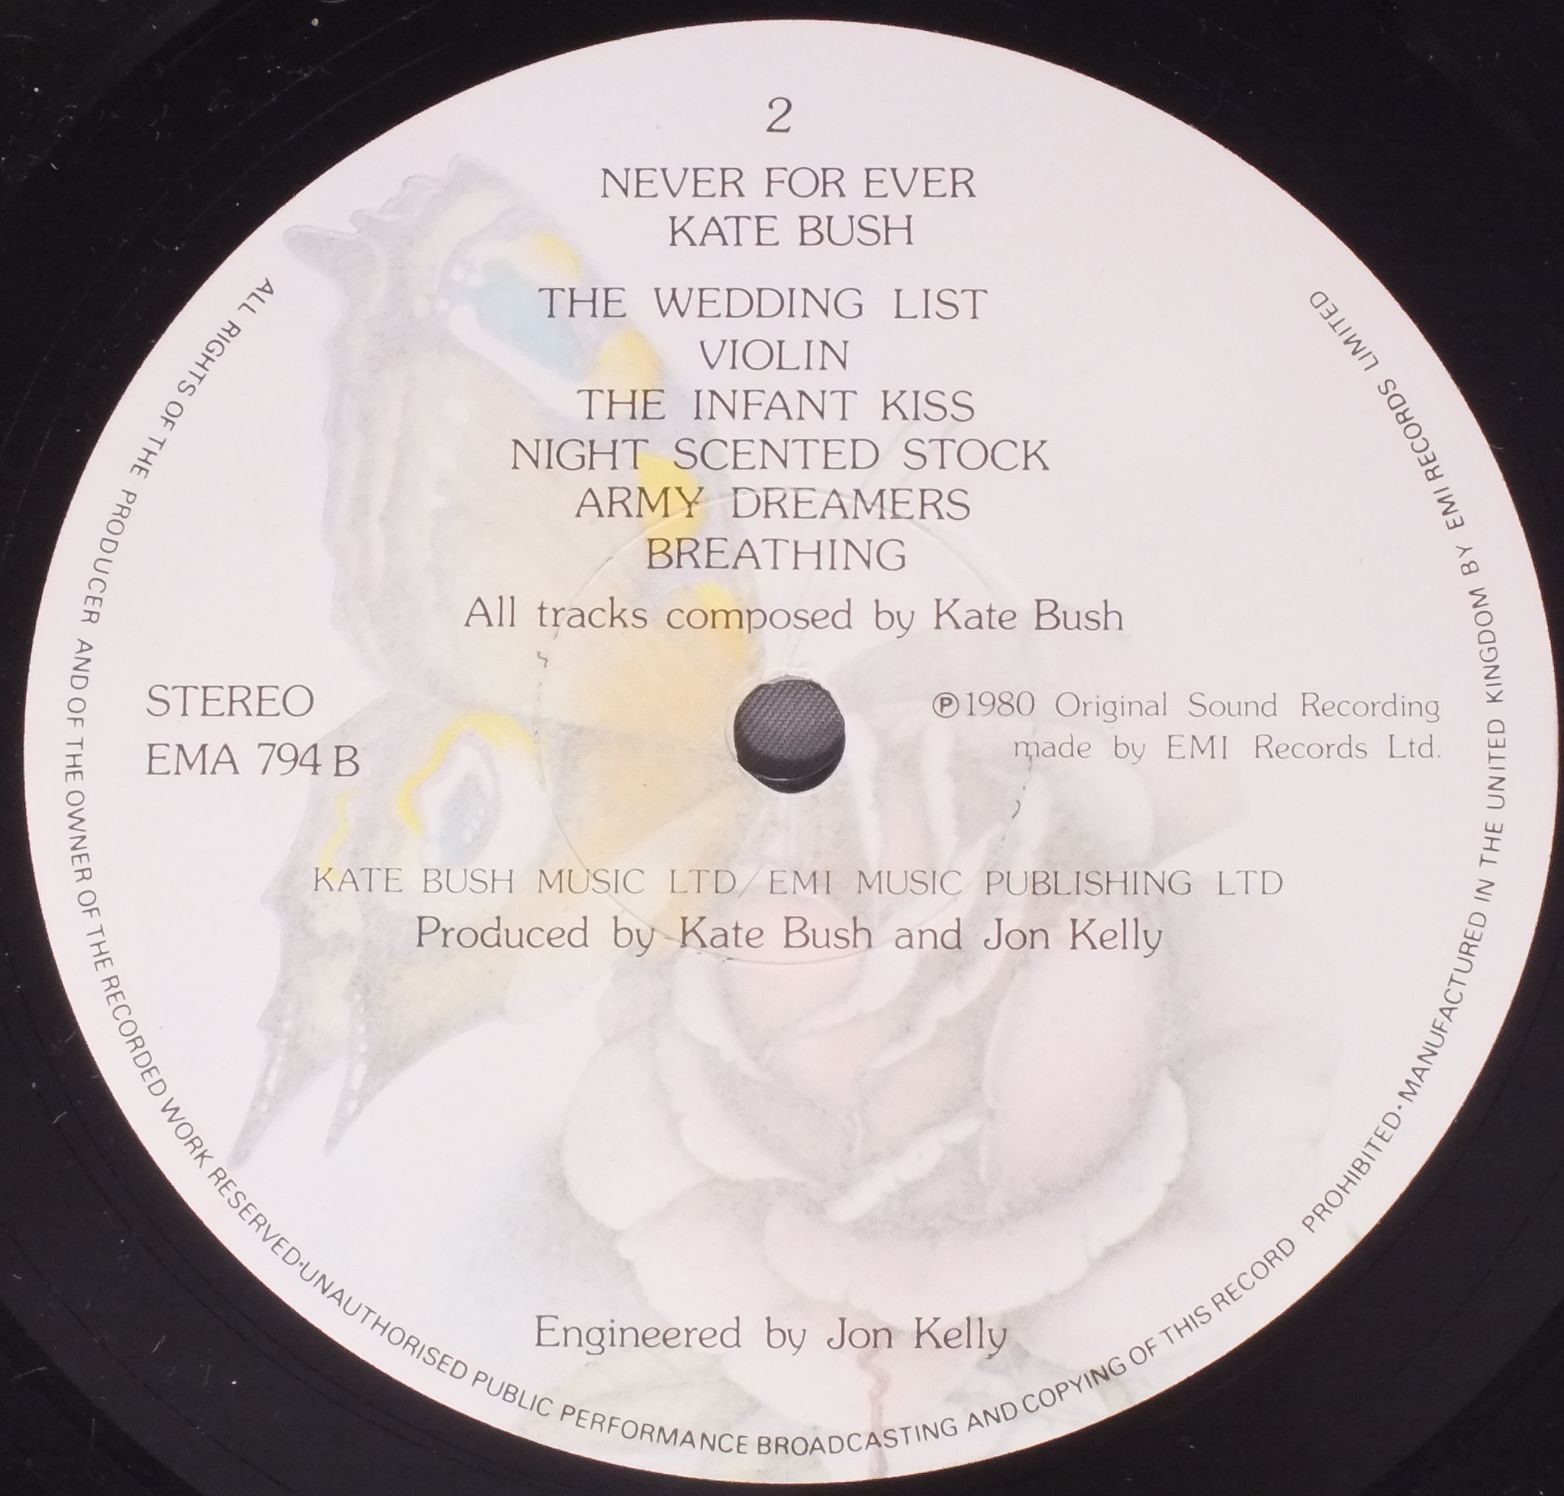 2
NEVER FOR EVER
KATE BUSH
THE WEDDING LIST
VIOLIN
THE INFANT KISS
NIGHT SCENTED STOCK
ARMY DREAMERS
BREATHING
All tracks composed by Kate Bush
STEREO
EMA 794 B
℗1980 Original Sound Recording
made by EMI Records Ltd.
KATE BUSH MUSIC LTD/EMI MUSIC PUBLISHING LTD
Produced by Kate Bush and Jon Kelly
Engineered by Jon Kelly
ALL RIGHTS OF THE PRODUCER AND OF THE OWNER OF THE RECORDED WORK RESERVED·UNAUTHORISED PUBLIC PERFORMANCE BROADCASTING AND COPYING OF THIS RECORD PROHIBITED·MANUFACTURED IN THE UNITED KINGDOM BY EMI RECORDS LIMITED